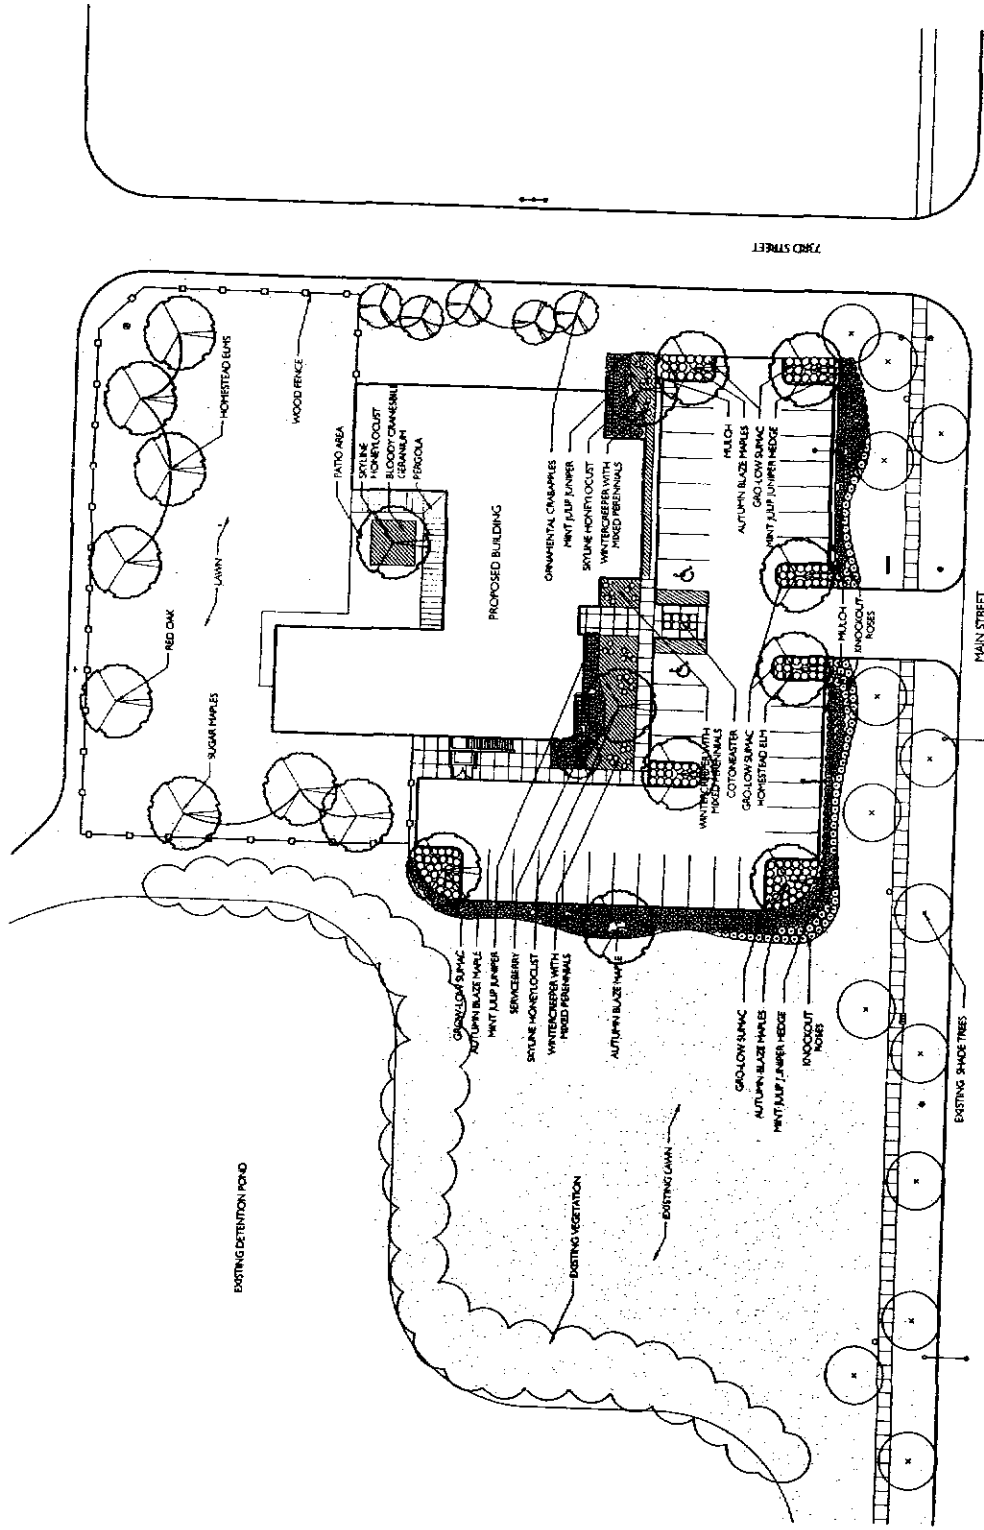 73RD STREET
HOMESTEAD ELMS
WOOD FENCE
LAWN
RED OAK
SUGAR MAPLES
PATIO AREA
SKYLINE
HONEYLOCUST
BLOODY CRANESBILL
GERANIUM
PERGOLA
PROPOSED BUILDING
ORNAMENTAL CRABAPPLES
MINT JULIP JUNIPER
SKYLINE HONEYLOCUST
WINTERCREEPER WITH
MIXED PERENNIALS
MULCH
AUTUMN BLAZE MAPLES
GRO-LOW SUMAC
MINT JULIP JUNIPER HEDGE
MULCH
KNOCKOUT
ROSES
MAIN STREET
WINTERCREEPER WITH
MIXED PERENNIALS
COTONEASTER
GRO-LOW SUMAC
HOMESTEAD ELM
GROW-LOW SUMAC
AUTUMN BLAZE MAPLE
MINT JULIP JUNIPER
SERVICEBERRY
SKYLINE HONEYLOCUST
WINTERCREEPER WITH
MIXED PERENNIALS
AUTUMN BLAZE MAPLE
GRO-LOW SUMAC
AUTUMN BLAZE MAPLES
MINT JULIP JUNIPER HEDGE
KNOCKOUT
ROSES
EXISTING SHADE TREES
EXISTING LAWN
EXISTING VEGETATION
EXISTING DETENTION POND